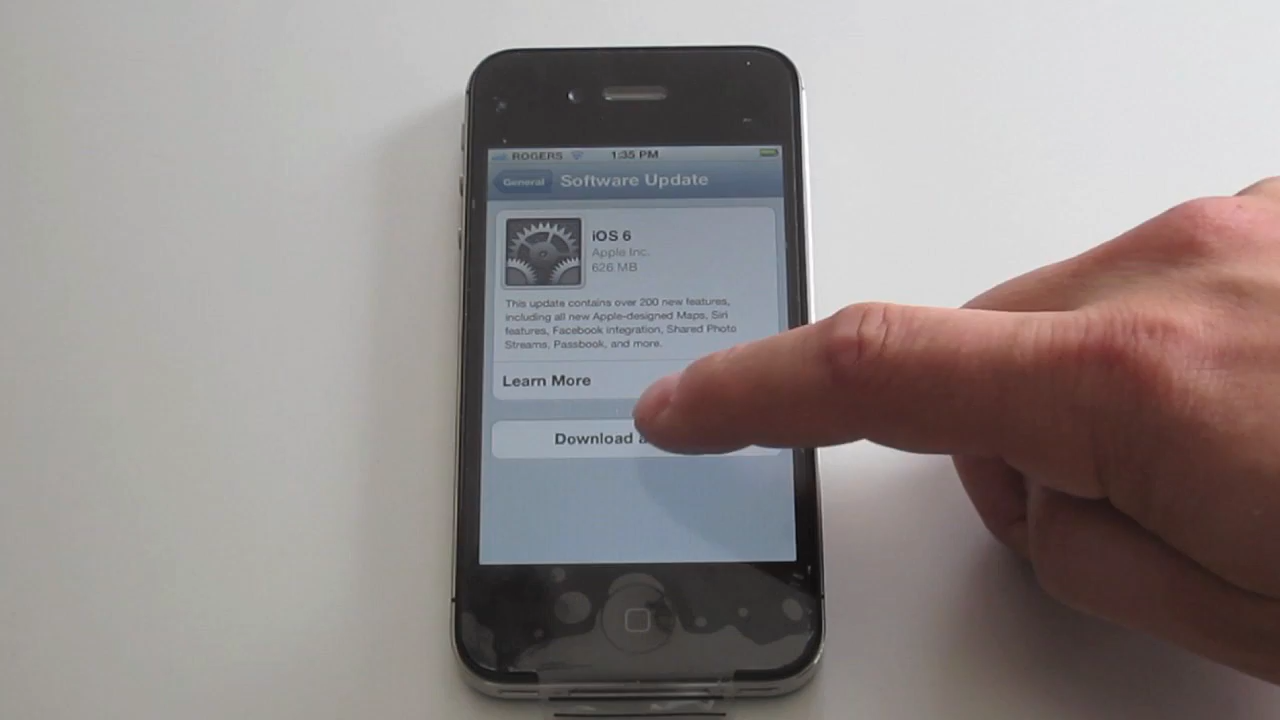 ROGERS 1:35 PM
General Software Update
iOS 6
Apple Inc.
626 MB
This update contains over 200 new features,
including all new Apple-designed Maps, Siri
features, Facebook integration, Shared Photo
Streams, Passbook, and more.
Learn More
Download